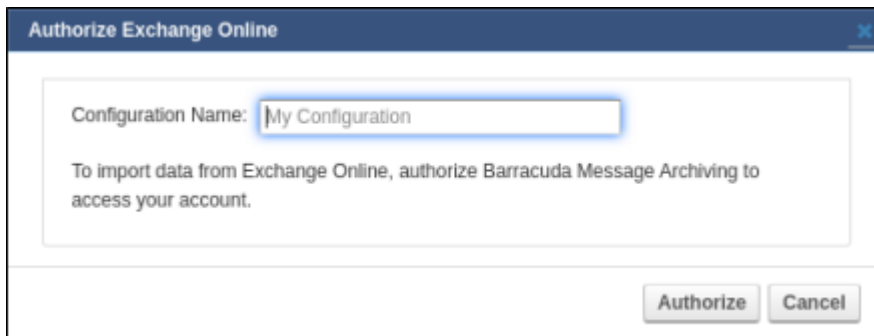 Authorize Exchange Online
Configuration Name: My Configuration
To import data from Exchange Online, authorize Barracuda Message Archiving to
access your account.
Authorize Cancel